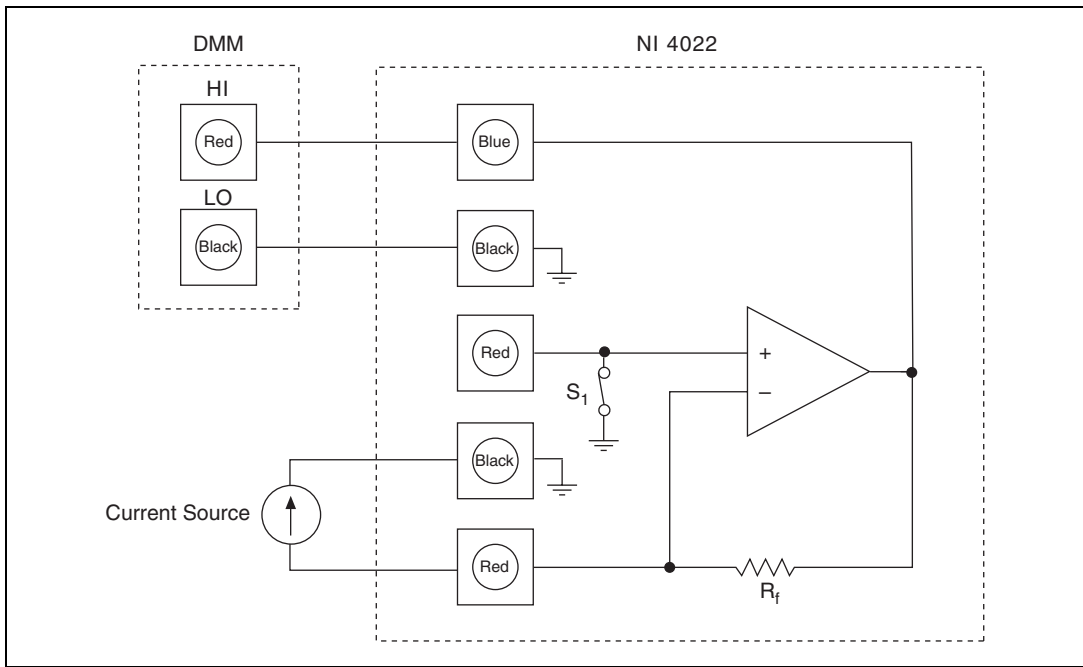 DMM
NI 4022
HI
Red
Blue
LO
Black
Black
Red
+
–
S1
Black
Current Source
Red
Rf